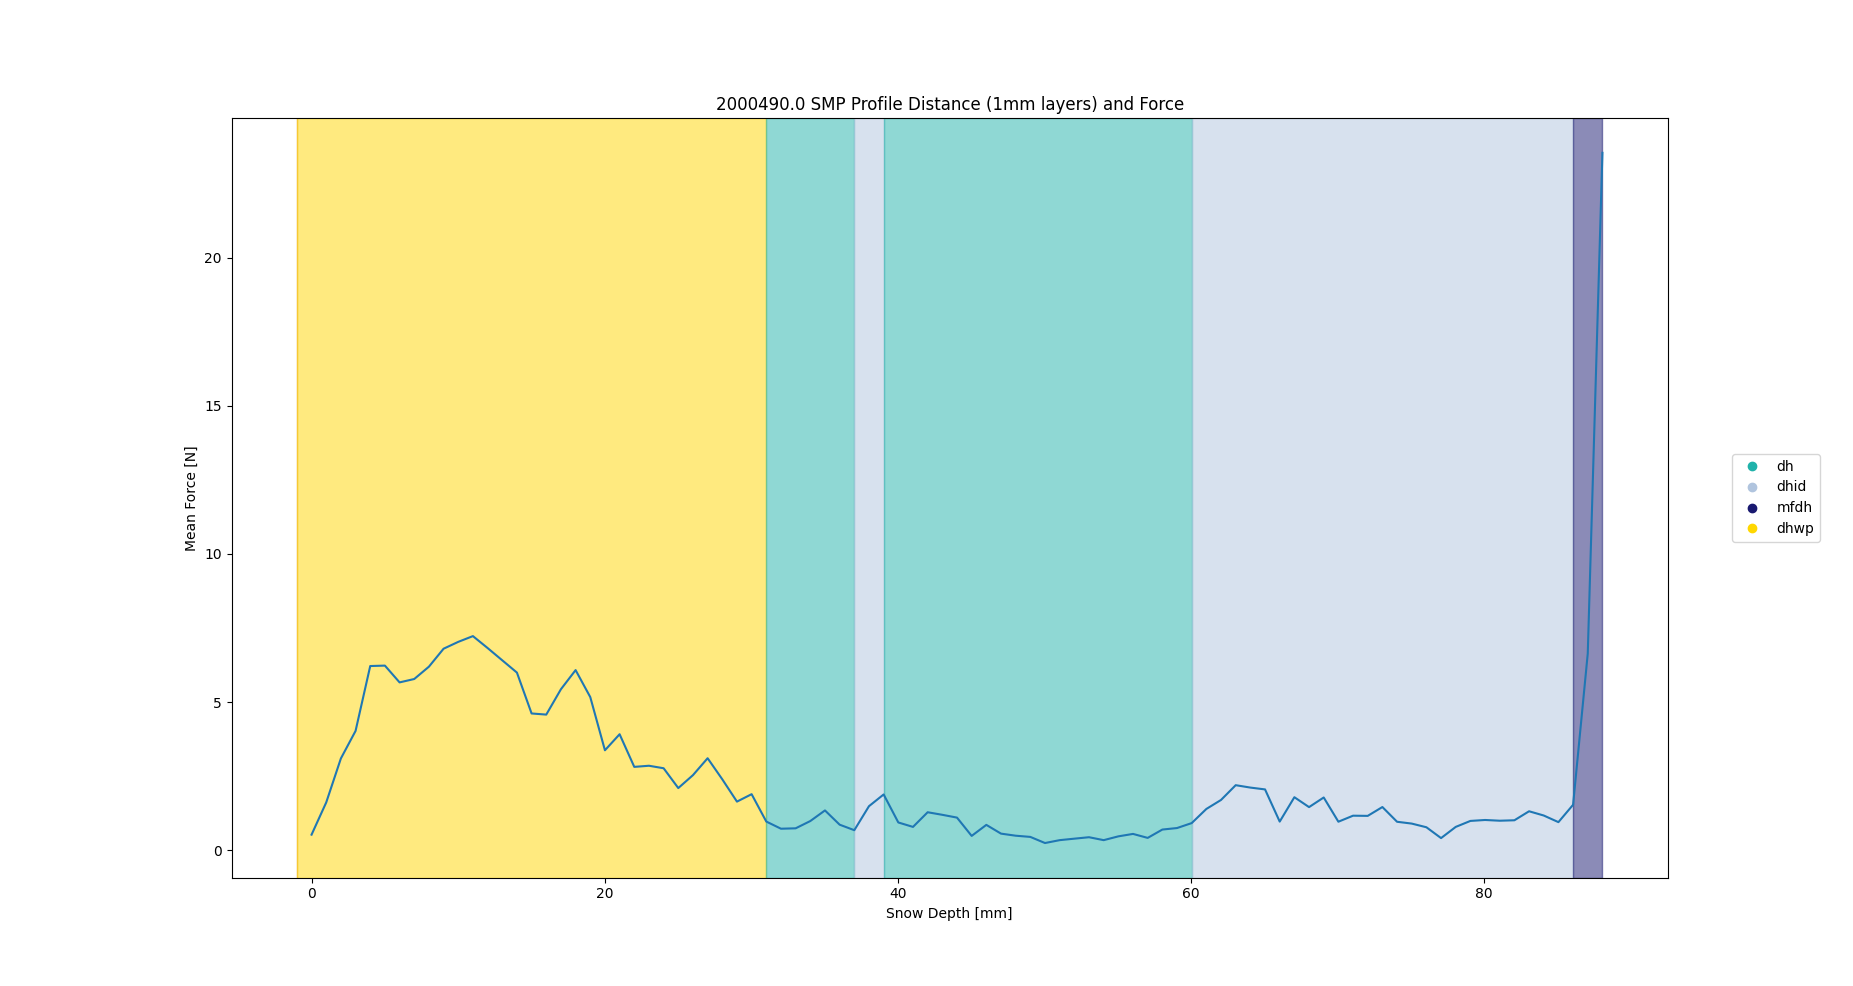 2000490.0 SMP Profile Distance (1mm layers) and Force
Mean Force [N]
20
15
10
5
0
0 20 40 60 80
Snow Depth [mm]
dh
dhid
mfdh
dhwp